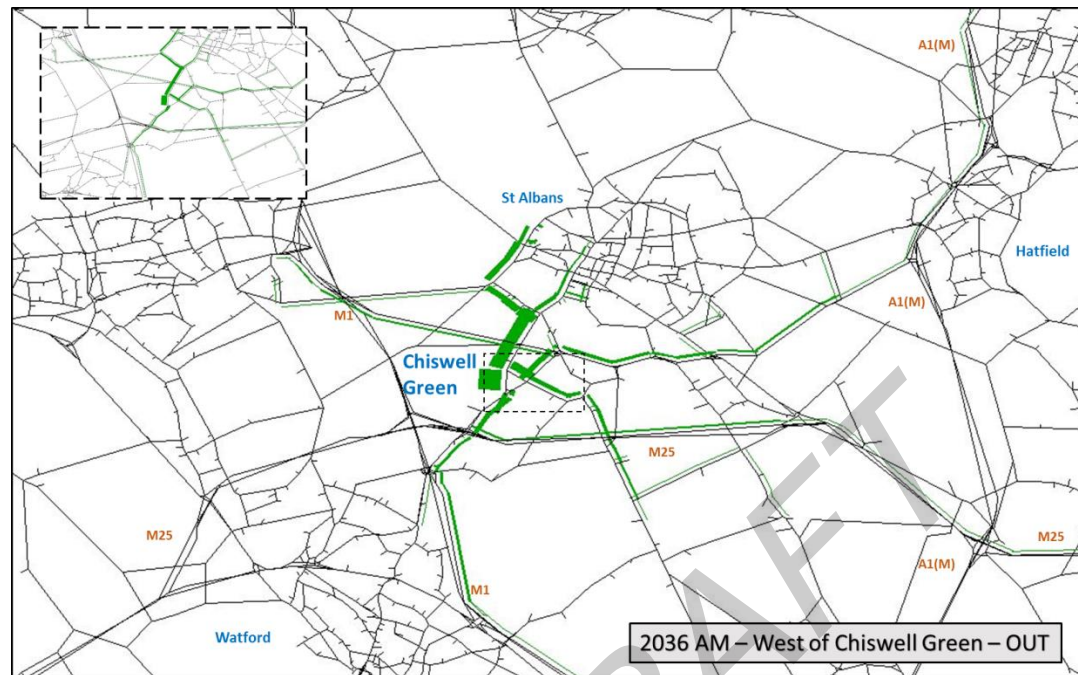 A1(M)
St Albans
Hatfield
A1(M)
M1
Chiswell
Green
M25
M25
M25
A1(M)
M1
Watford
2036 AM – West of Chiswell Green – OUT
DRAFT